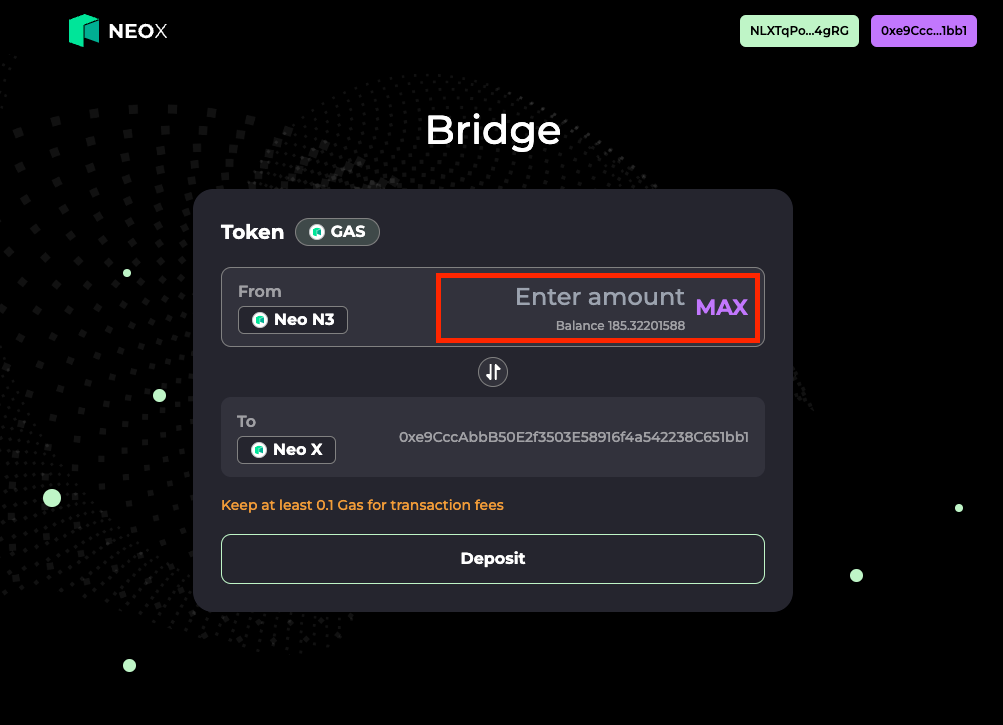 NEOX
NLXTqPo...4gRG
0xe9Ccc...1bb1
Bridge
Token
GAS
From
Enter amount
MAX
Neo N3
Balance 185.32201588
To
0xe9CccAbbB50E2f3503E58916f4a542238C651bb1
Neo X
Keep at least 0.1 Gas for transaction fees
Deposit